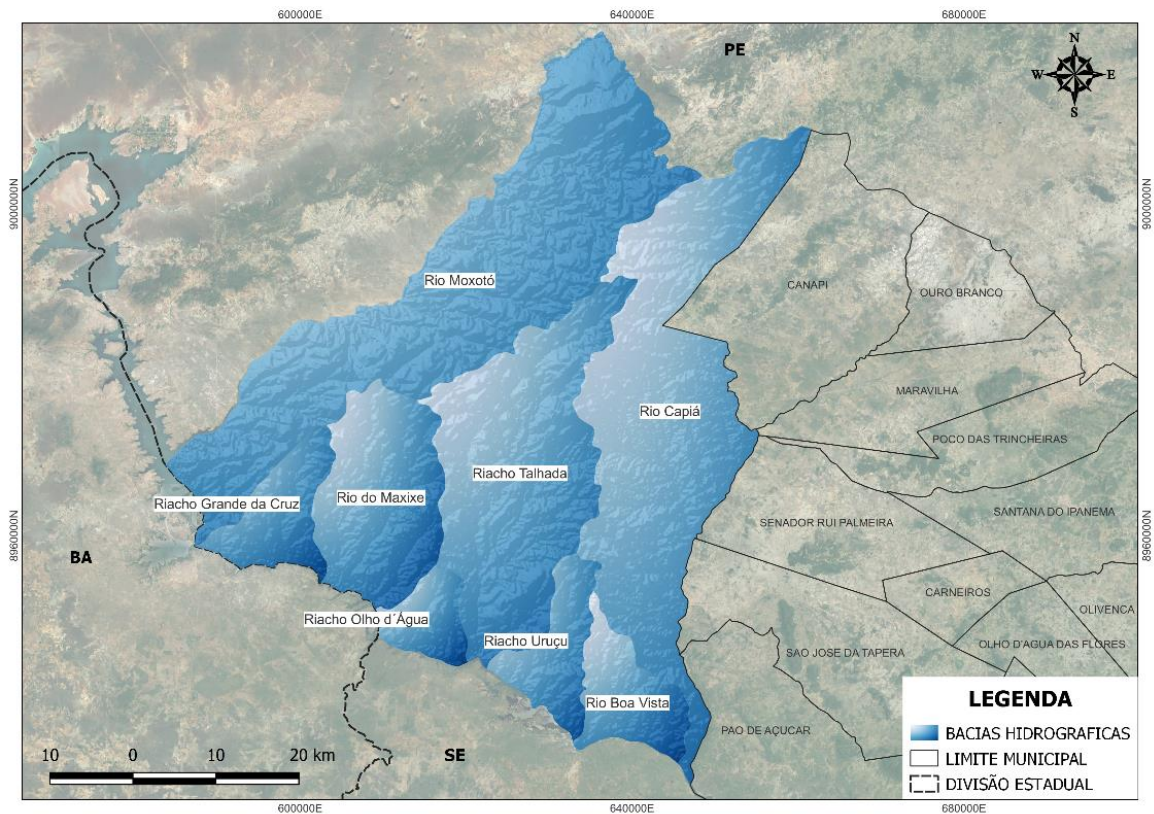 600000E
640000E
680000E
PE
N
W E
S
9000000N
9000000N
Rio Moxotó
CANAPI
OURO BRANCO
MARAVILHA
Rio Capiá
POCO DAS TRINCHEIRAS
Riacho Talhada
Riacho Grande da Cruz
Rio do Maxixe
SANTANA DO IPANEMA
SENADOR RUI PALMEIRA
8960000N
8960000N
BA
CARNEIROS
OLIVENCA
Riacho Olho d´Água
Riacho Uruçu
OLHO D'AGUA DAS FLORES
SAO JOSE DA TAPERA
Rio Boa Vista
PAO DE AÇUCAR
SE
10 0 10 20 km
LEGENDA
BACIAS HIDROGRAFICAS
LIMITE MUNICIPAL
DIVISÃO ESTADUAL
600000E
640000E
680000E